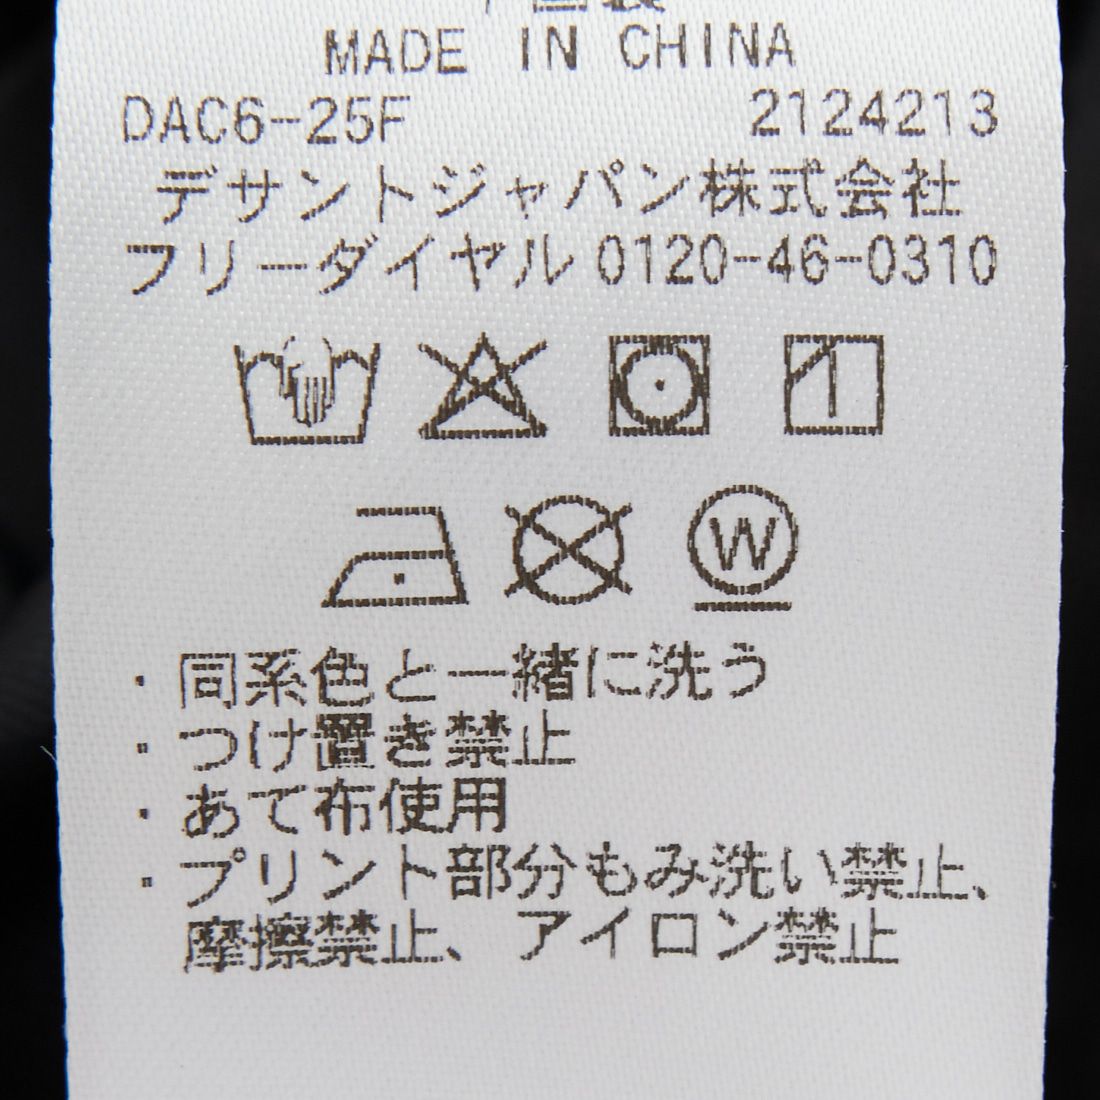 MADE IN CHINA
DAC6-25F 2124213
デサントジャパン株式会社
フリーダイヤル 0120-46-0310
W
・同系色と一緒に洗う
・つけ置き禁止
・あて布使用
・プリント部分もみ洗い禁止、
摩擦禁止、アイロン禁止